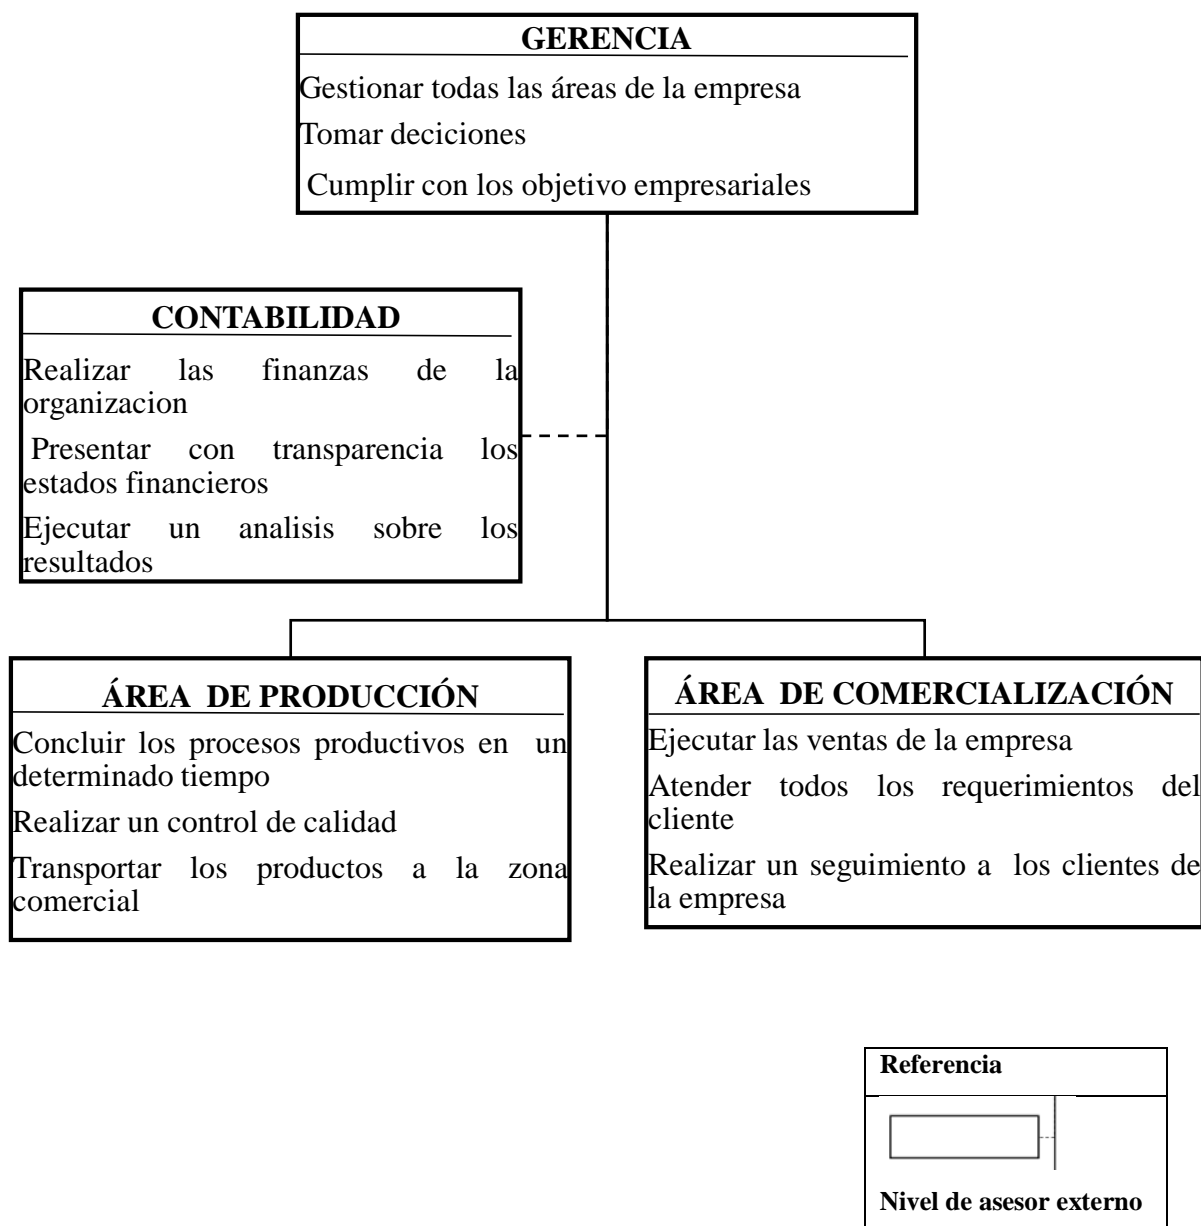 GERENCIA
Gestionar todas las áreas de la empresa
Tomar deciciones
Cumplir con los objetivo empresariales
CONTABILIDAD
Realizar las finanzas de la
organizacion
Presentar con transparencia los
estados financieros
Ejecutar un analisis sobre los
resultados
ÁREA DE PRODUCCIÓN
Concluir los procesos productivos en un
determinado tiempo
Realizar un control de calidad
Transportar los productos a la zona
comercial
ÁREA DE COMERCIALIZACIÓN
Ejecutar las ventas de la empresa
Atender todos los requerimientos del
cliente
Realizar un seguimiento a los clientes de
la empresa
Referencia
Nivel de asesor externo